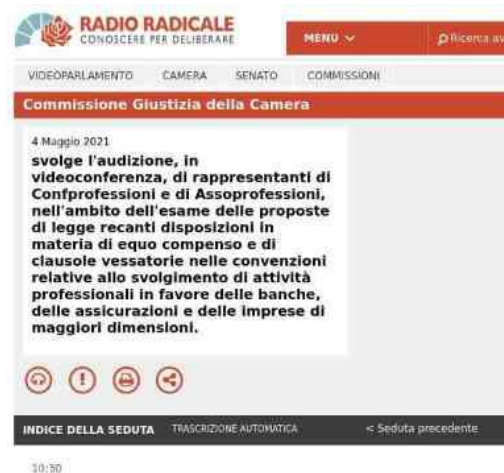 RADIO RADICALE
CONOSCERE PER DELIBERARE
MENU
Ricerca av
VIDEOPARLAMENTO CAMERA SENATO COMMISSIONI
Commissione Giustizia della Camera
4 Maggio 2021
svolge l'audizione, in
videoconferenza, di rappresentanti di
Confprofessioni e di Assoprofessioni,
nell'ambito dell'esame delle proposte
di legge recanti disposizioni in
materia di equo compenso e di
clausole vessatorie nelle convenzioni
relative allo svolgimento di attività
professionali in favore delle banche,
delle assicurazioni e delle imprese di
maggiori dimensioni.
INDICE DELLA SEDUTA TRASCRIZIONE AUTOMATICA < Seduta precedente
10:30